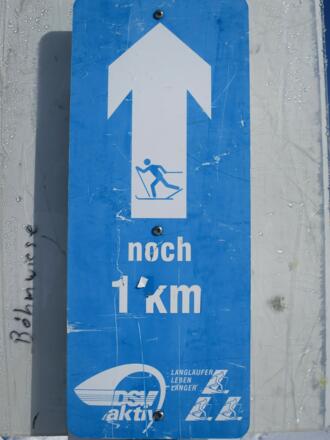 noch
1 km
DSV
aktiv
LANGLÄUFER
LEBEN
LÄNGER
Böhmwiese